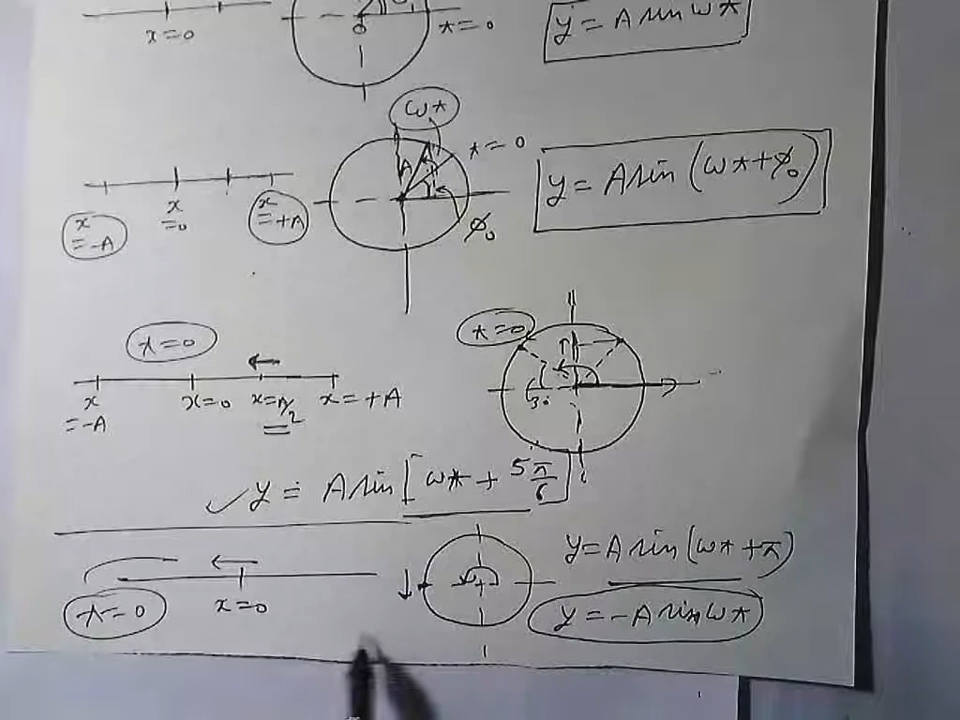 x=0
t=0
y = A sin ωt
ωt
t=0
A
x = -A
x = 0
x = +A
φ₀
y = A sin (ωt + φ₀)
t=0
t=0
x = -A
x=0
x=A/2
x=+A
30
y = A sin [ωt + 5π/6]
y = A sin (ωt + π)
t=0
x=0
y = -A sin ωt